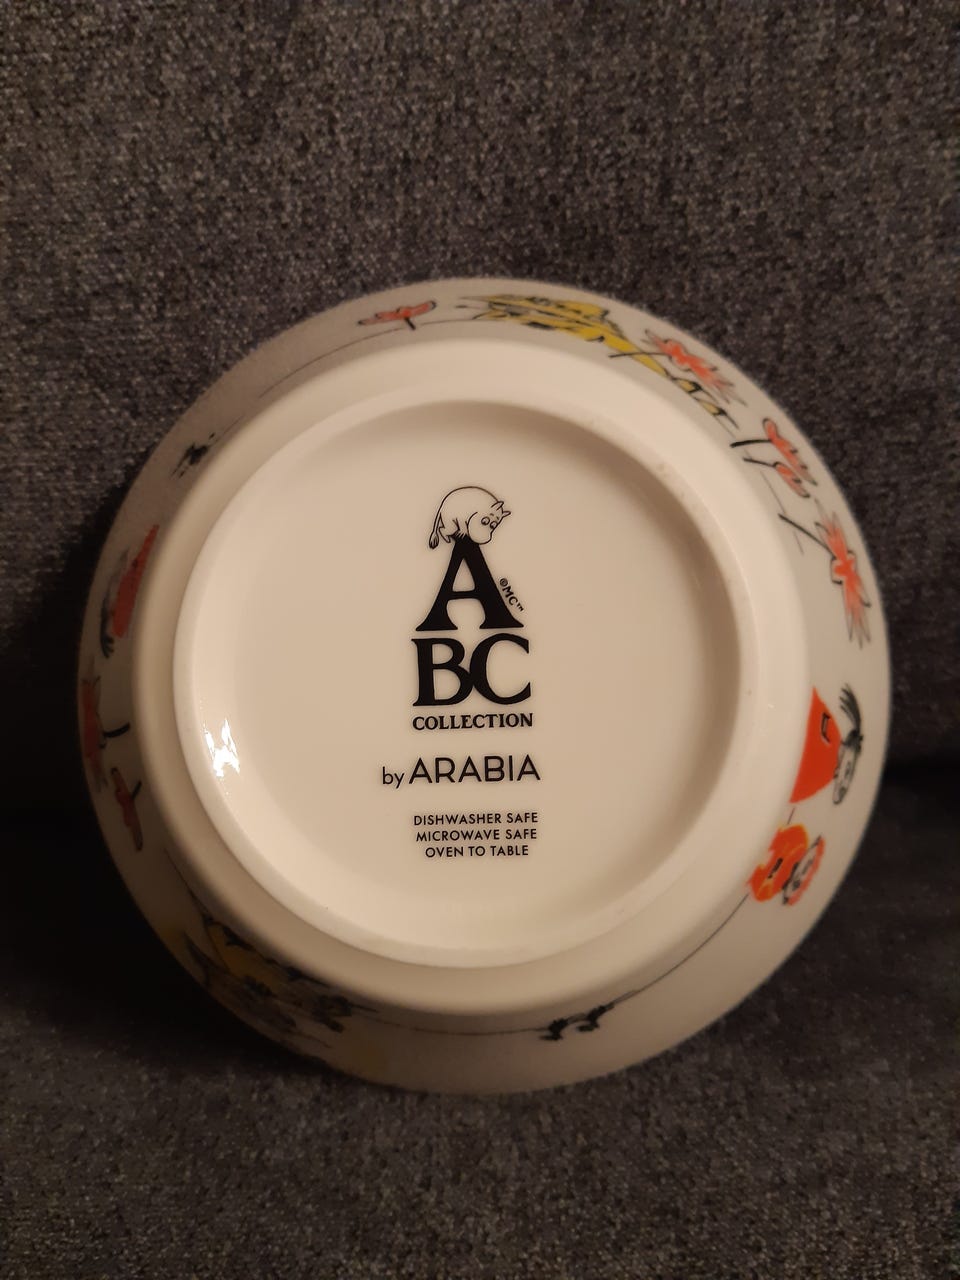 A
©MC™
BC
COLLECTION
by ARABIA
DISHWASHER SAFE
MICROWAVE SAFE
OVEN TO TABLE